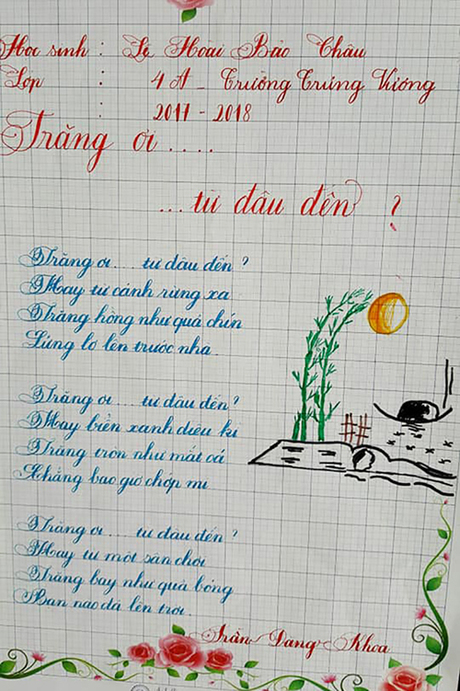 Học sinh : Lê Hoài Bảo Châu
Lớp : 4A - Trường Trưng Vương
: 2017 - 2018
Trăng ơi ....
... từ đâu đến ?
Trăng ơi .... từ đâu đến ?
Hay từ cánh rừng xa
Trăng hồng như quả chín
Lửng lơ lên trước nhà
Trăng ơi ... từ đâu đến?
Hay biển xanh diệu kì
Trăng tròn như mắt cá
Chẳng bao giờ chớp mi
Trăng ơi ... từ đâu đến ?
Hay từ một sân chơi
Trăng bay như quả bóng
Bạn nào đá lên trời
Trần Đăng Khoa